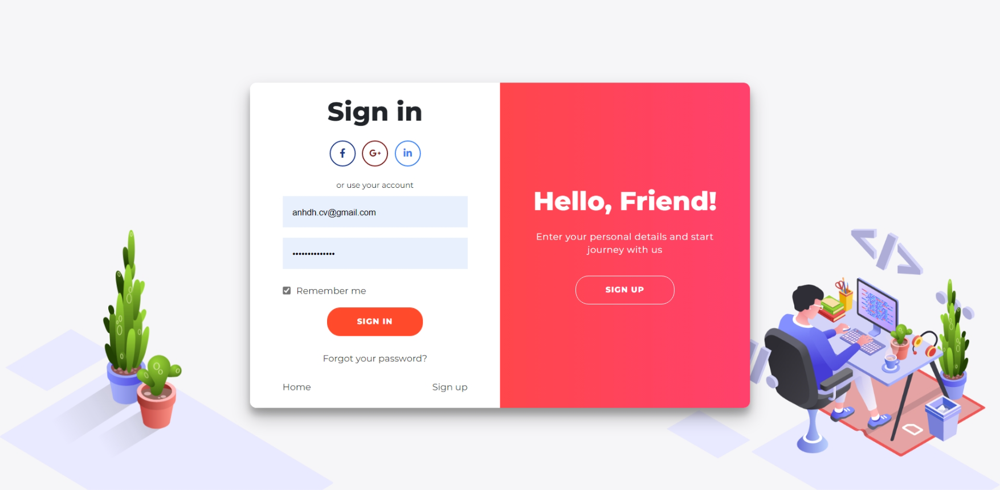 Sign in
f G+ in
or use your account
anhdh.cv@gmail.com
••••••••••••••
Remember me
SIGN IN
Forgot your password?
Home Sign up
Hello, Friend!
Enter your personal details and start
journey with us
SIGN UP